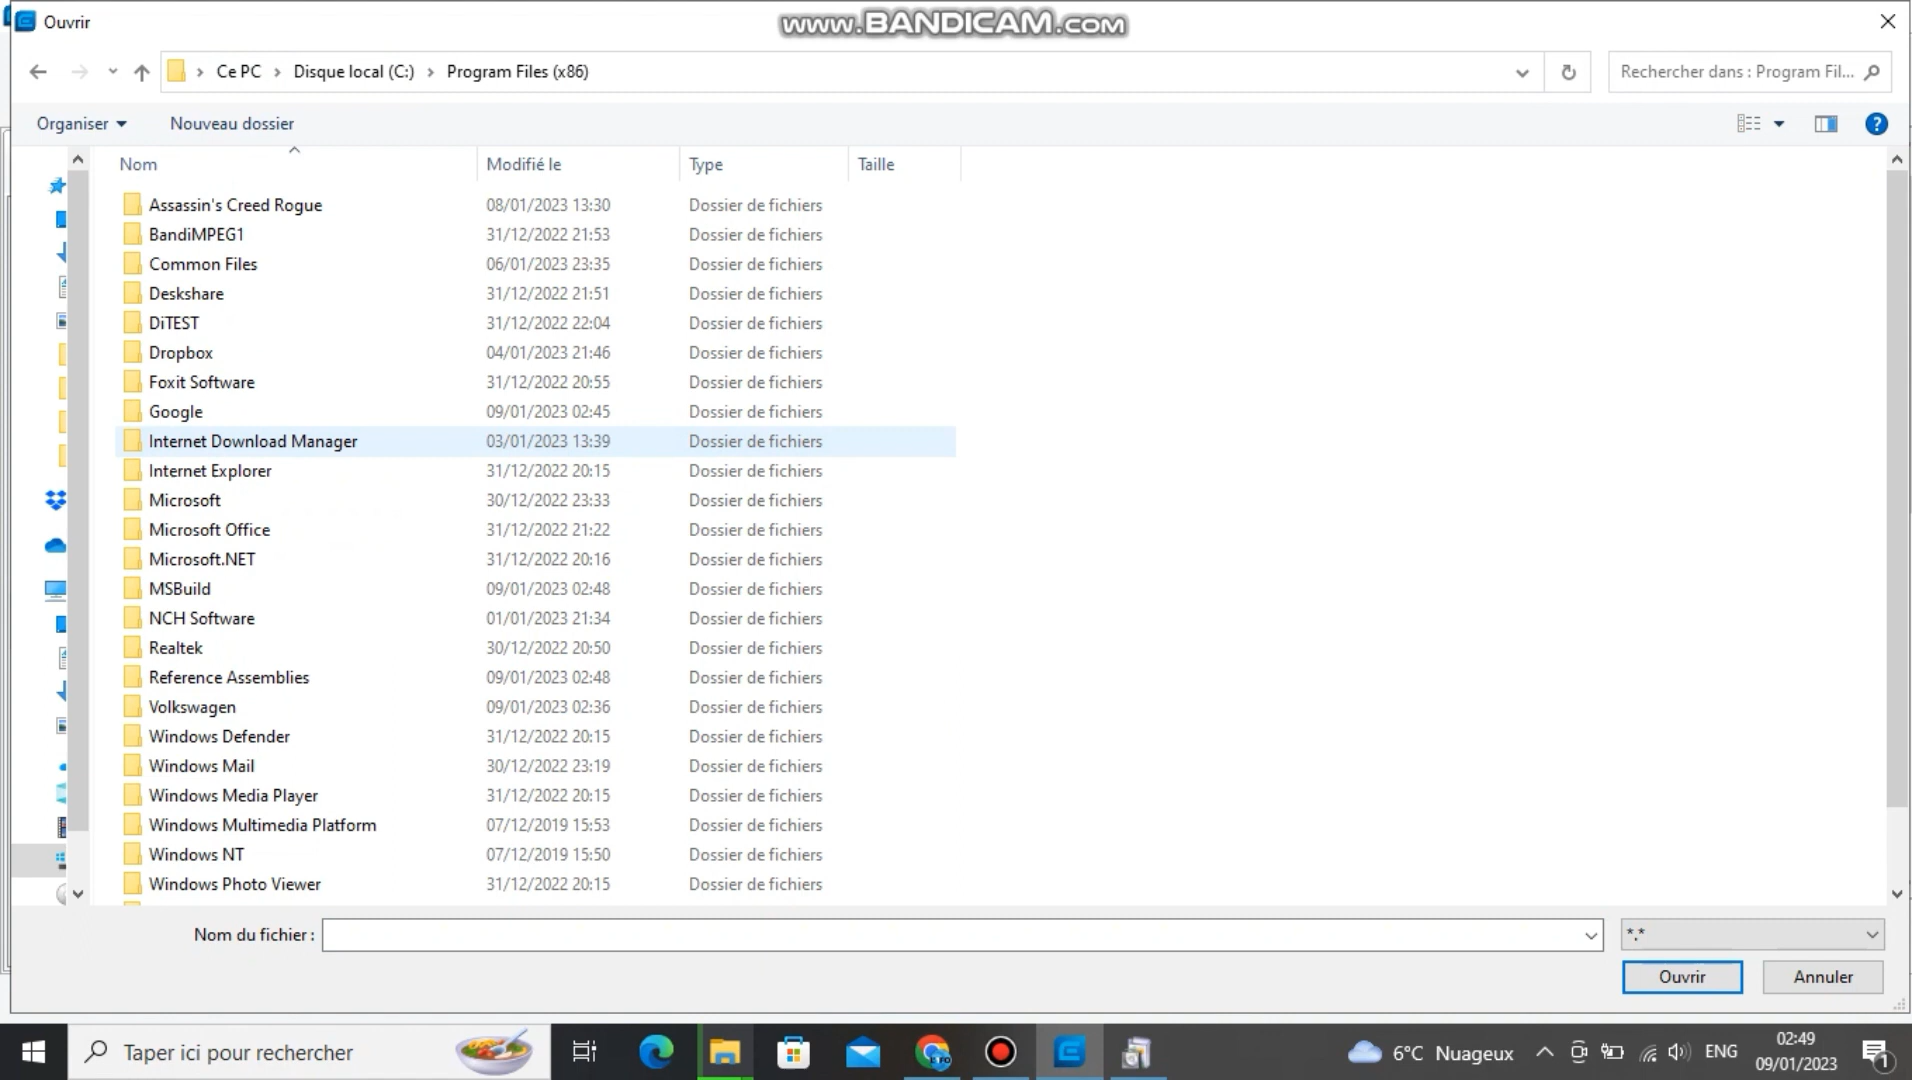 Ouvrir
www.BANDICAM.com
Ce PC
Disque local (C:)
Program Files (x86)
Rechercher dans : Program Fil...
Organiser
Nouveau dossier
Nom
Modifié le
Type
Taille
Assassin's Creed Rogue 08/01/2023 13:30 Dossier de fichiers
BandiMPEG1 31/12/2022 21:53 Dossier de fichiers
Common Files 06/01/2023 23:35 Dossier de fichiers
Deskshare 31/12/2022 21:51 Dossier de fichiers
DiTEST 31/12/2022 22:04 Dossier de fichiers
Dropbox 04/01/2023 21:46 Dossier de fichiers
Foxit Software 31/12/2022 20:55 Dossier de fichiers
Google 09/01/2023 02:45 Dossier de fichiers
Internet Download Manager 03/01/2023 13:39 Dossier de fichiers
Internet Explorer 31/12/2022 20:15 Dossier de fichiers
Microsoft 30/12/2022 23:33 Dossier de fichiers
Microsoft Office 31/12/2022 21:22 Dossier de fichiers
Microsoft.NET 31/12/2022 20:16 Dossier de fichiers
MSBuild 09/01/2023 02:48 Dossier de fichiers
NCH Software 01/01/2023 21:34 Dossier de fichiers
Realtek 30/12/2022 20:50 Dossier de fichiers
Reference Assemblies 09/01/2023 02:48 Dossier de fichiers
Volkswagen 09/01/2023 02:36 Dossier de fichiers
Windows Defender 31/12/2022 20:15 Dossier de fichiers
Windows Mail 30/12/2022 23:19 Dossier de fichiers
Windows Media Player 31/12/2022 20:15 Dossier de fichiers
Windows Multimedia Platform 07/12/2019 15:53 Dossier de fichiers
Windows NT 07/12/2019 15:50 Dossier de fichiers
Windows Photo Viewer 31/12/2022 20:15 Dossier de fichiers
Nom du fichier :
*.*
Ouvrir
Annuler
Taper ici pour rechercher
6°C Nuageux
ENG
02:49
09/01/2023
1